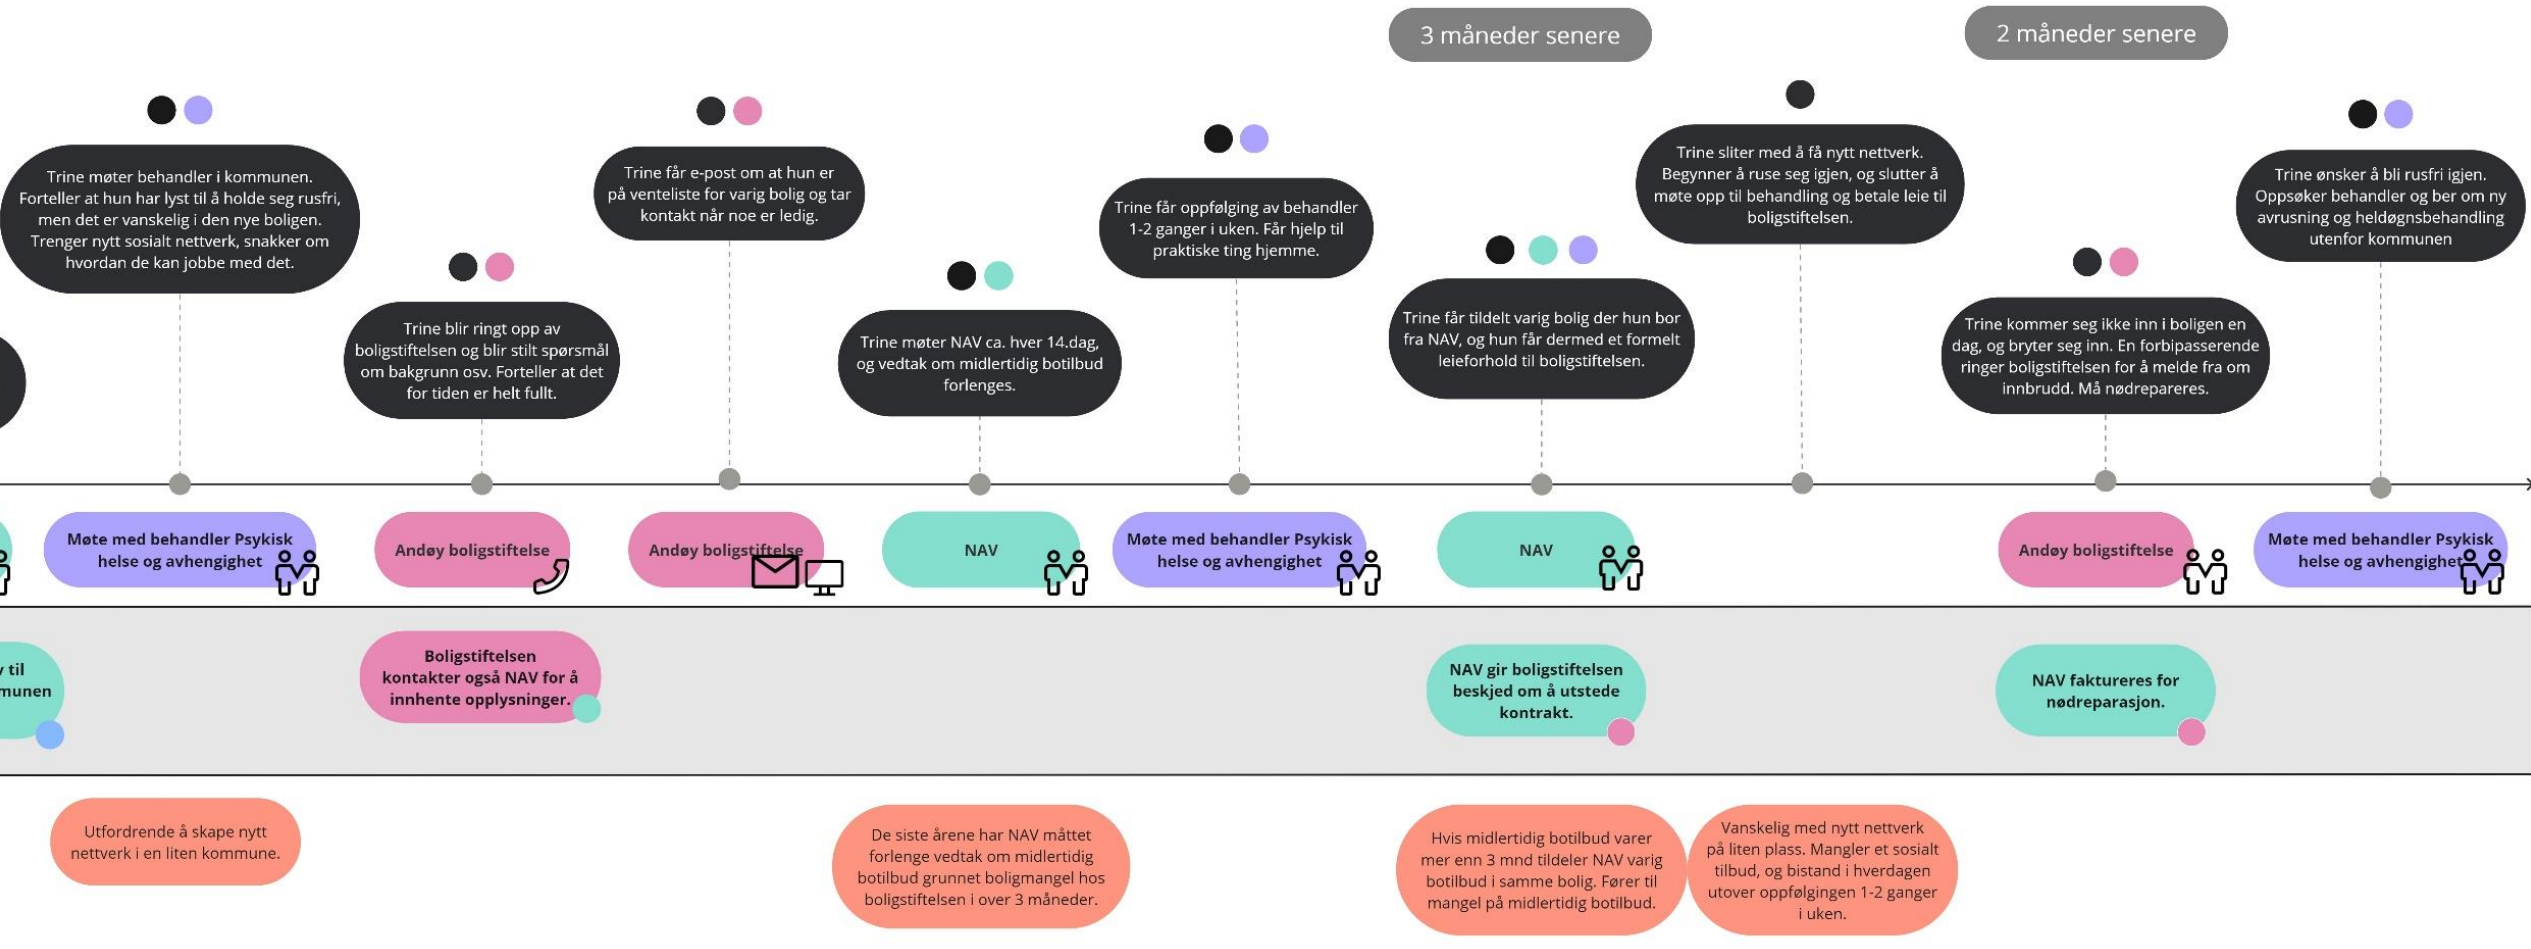 3 måneder senere
2 måneder senere
Trine møter behandler i kommunen.
Forteller at hun har lyst til å holde seg rusfri,
men det er vanskelig i den nye boligen.
Trenger nytt sosialt nettverk, snakker om
hvordan de kan jobbe med det.
Trine blir ringt opp av
boligstiftelsen og blir stilt spørsmål
om bakgrunn osv. Forteller at det
for tiden er helt fullt.
Trine får e-post om at hun er
på venteliste for varig bolig og tar
kontakt når noe er ledig.
Trine møter NAV ca. hver 14.dag,
og vedtak om midlertidig botilbud
forlenges.
Trine får oppfølging av behandler
1-2 ganger i uken. Får hjelp til
praktiske ting hjemme.
Trine får tildelt varig bolig der hun bor
fra NAV, og hun får dermed et formelt
leieforhold til boligstiftelsen.
Trine sliter med å få nytt nettverk.
Begynner å ruse seg igjen, og slutter å
møte opp til behandling og betale leie til
boligstiftelsen.
Trine kommer seg ikke inn i boligen en
dag, og bryter seg inn. En forbipasserende
ringer boligstiftelsen for å melde fra om
innbrudd. Må nødrepareres.
Trine ønsker å bli rusfri igjen.
Oppsøker behandler og ber om ny
avrusning og heldøgnsbehandling
utenfor kommunen
Møte med behandler Psykisk
helse og avhengighet
Andøy boligstiftelse
Andøy boligstiftelse
NAV
Møte med behandler Psykisk
helse og avhengighet
NAV
Andøy boligstiftelse
Møte med behandler Psykisk
helse og avhengighet
til
munen
Boligstiftelsen
kontakter også NAV for å
innhente opplysninger.
NAV gir boligstiftelsen
beskjed om å utstede
kontrakt.
NAV faktureres for
nødreparasjon.
Utfordrende å skape nytt
nettverk i en liten kommune.
De siste årene har NAV måttet
forlenge vedtak om midlertidig
botilbud grunnet boligmangel hos
boligstiftelsen i over 3 måneder.
Hvis midlertidig botilbud varer
mer enn 3 mnd tildeler NAV varig
botilbud i samme bolig. Fører til
mangel på midlertidig botilbud.
Vanskelig med nytt nettverk
på liten plass. Mangler et sosialt
tilbud, og bistand i hverdagen
utover oppfølgingen 1-2 ganger
i uken.